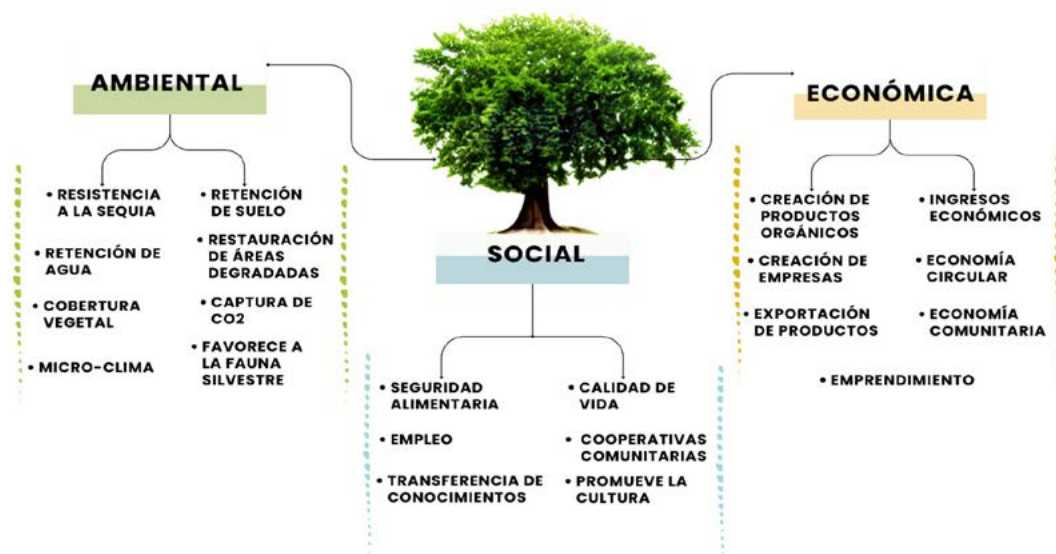 AMBIENTAL
• RESISTENCIA
A LA SEQUIA
• RETENCIÓN DE
AGUA
• COBERTURA
VEGETAL
• MICRO-CLIMA
• RETENCIÓN
DE SUELO
• RESTAURACIÓN
DE ÁREAS
DEGRADADAS
• CAPTURA DE
CO2
• FAVORECE A
LA FAUNA
SILVESTRE
SOCIAL
• SEGURIDAD
ALIMENTARIA
• EMPLEO
• TRANSFERENCIA DE
CONOCIMIENTOS
• CALIDAD DE
VIDA
• COOPERATIVAS
COMUNITARIAS
• PROMUEVE LA
CULTURA
ECONÓMICA
• CREACIÓN DE
PRODUCTOS
ORGÁNICOS
• CREACIÓN DE
EMPRESAS
• EXPORTACIÓN
DE PRODUCTOS
• INGRESOS
ECONÓMICOS
• ECONOMÍA
CIRCULAR
• ECONOMÍA
COMUNITARIA
• EMPRENDIMIENTO